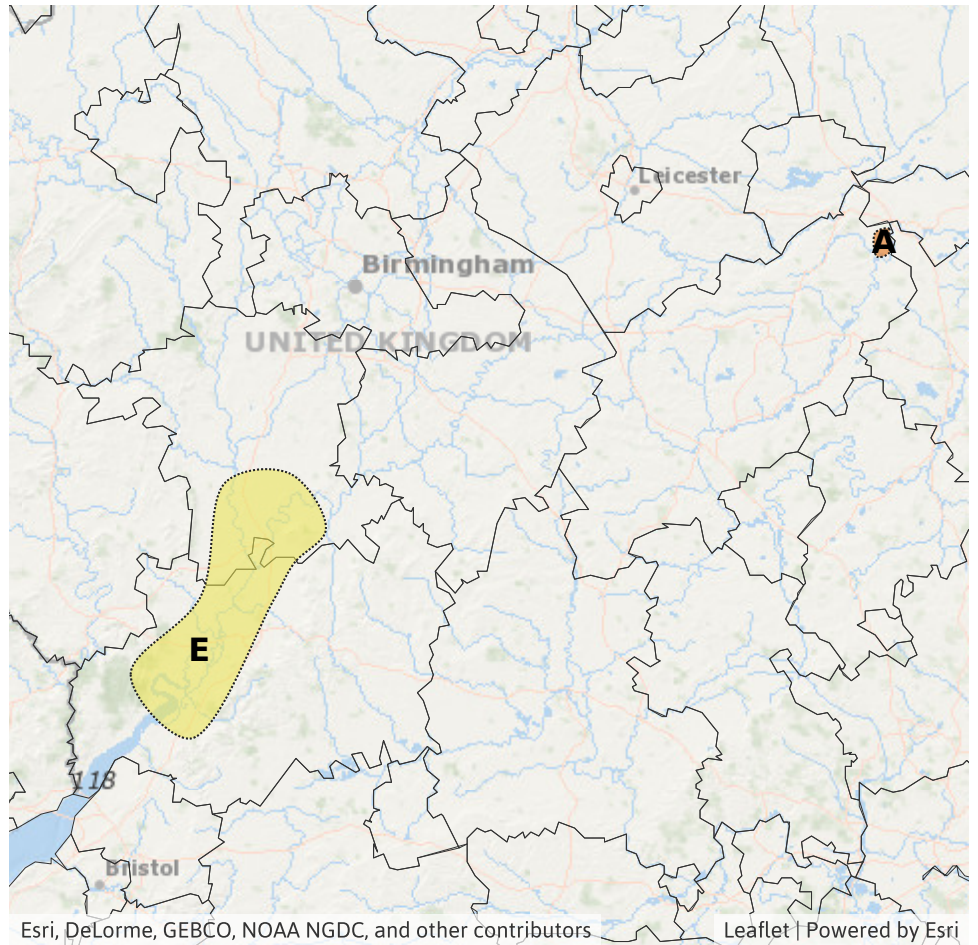 Leicester
A
Birmingham
UNITED KINGDOM
E
118
Bristol
Esri, DeLorme, GEBCO, NOAA NGDC, and other contributors
Leaflet | Powered by Esri